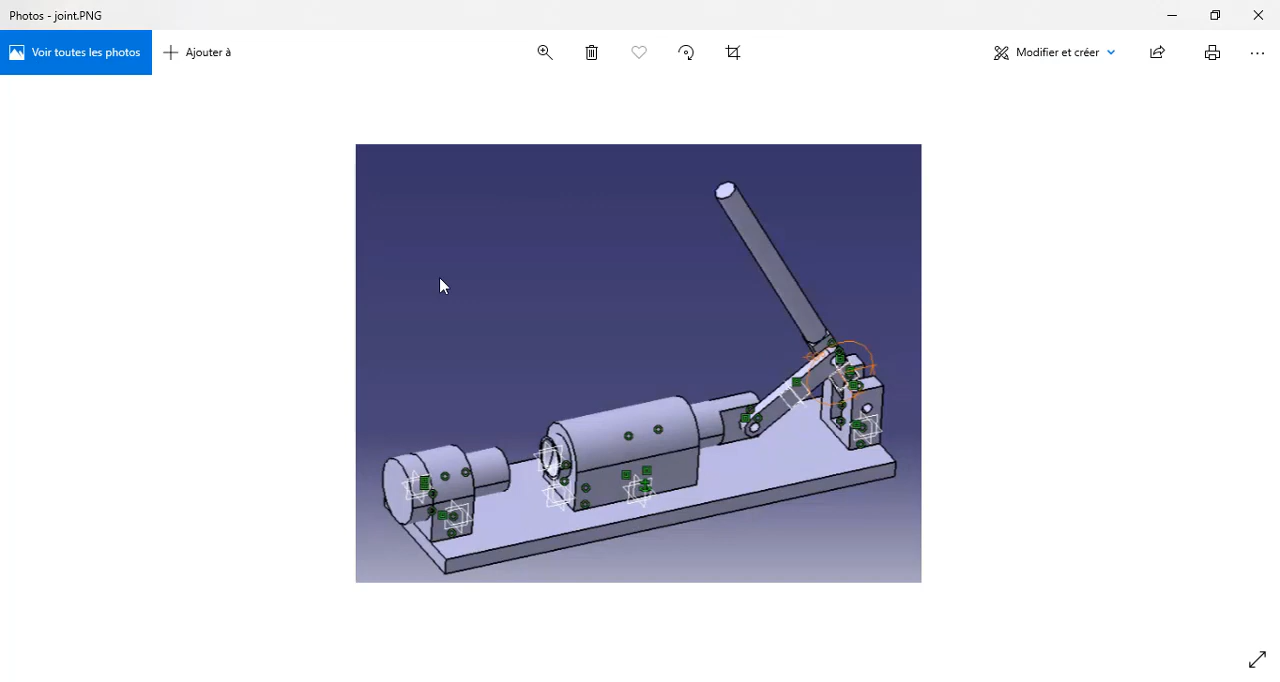 Photos - joint.PNG
Voir toutes les photos
Ajouter à
Modifier et créer